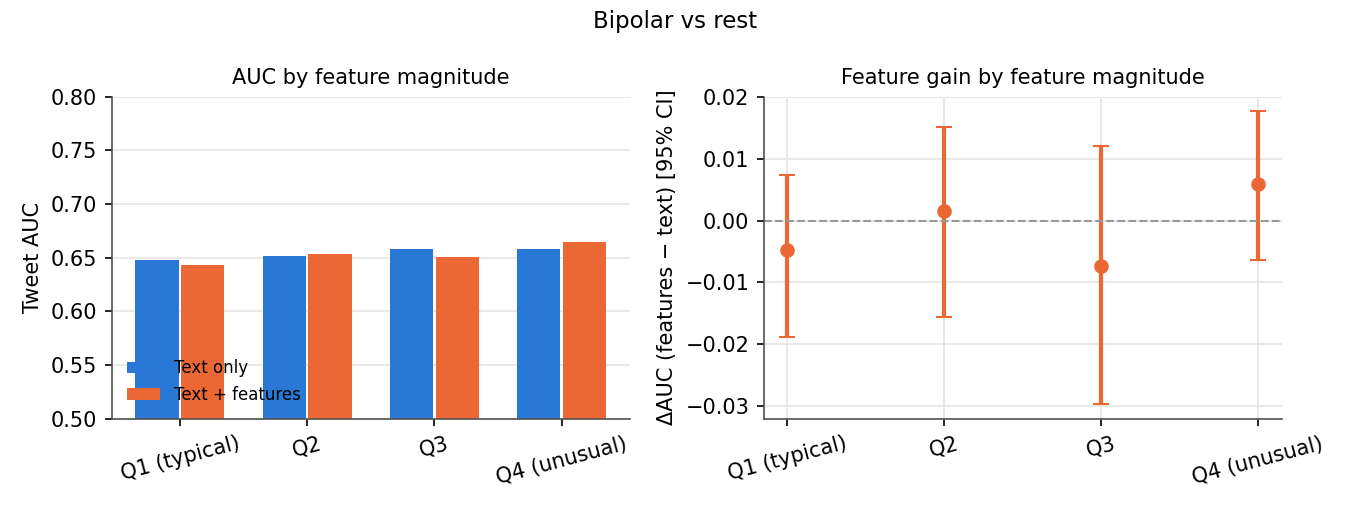 Bipolar vs rest
AUC by feature magnitude
Tweet AUC
0.80
0.75
0.70
0.65
0.60
0.55
0.50
Text only
Text + features
Q1 (typical)
Q2
Q3
Q4 (unusual)
Feature gain by feature magnitude
ΔAUC (features − text) [95% CI]
0.02
0.01
0.00
−0.01
−0.02
−0.03
Q1 (typical)
Q2
Q3
Q4 (unusual)